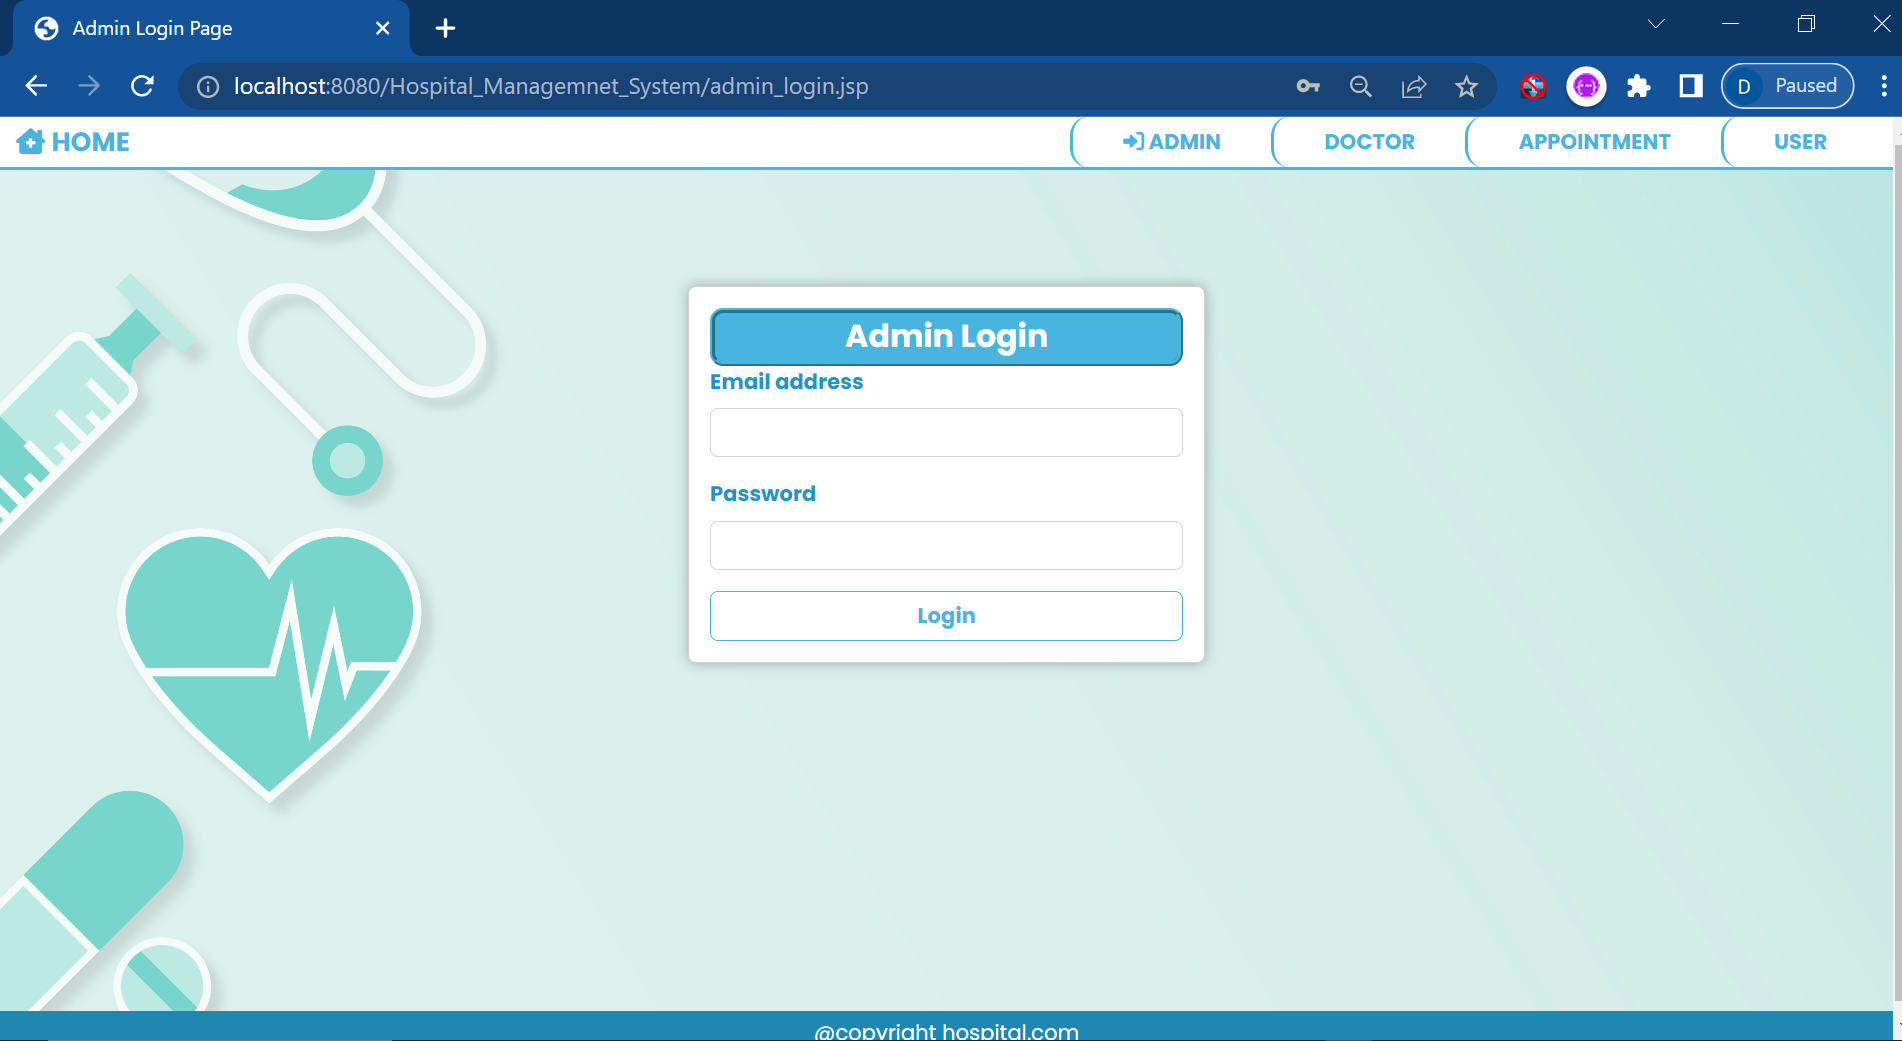 Admin Login Page
localhost:8080/Hospital_Managemnet_System/admin_login.jsp
D Paused
HOME
ADMIN
DOCTOR
APPOINTMENT
USER
Admin Login
Email address
Password
Login
@copyright hospital.com